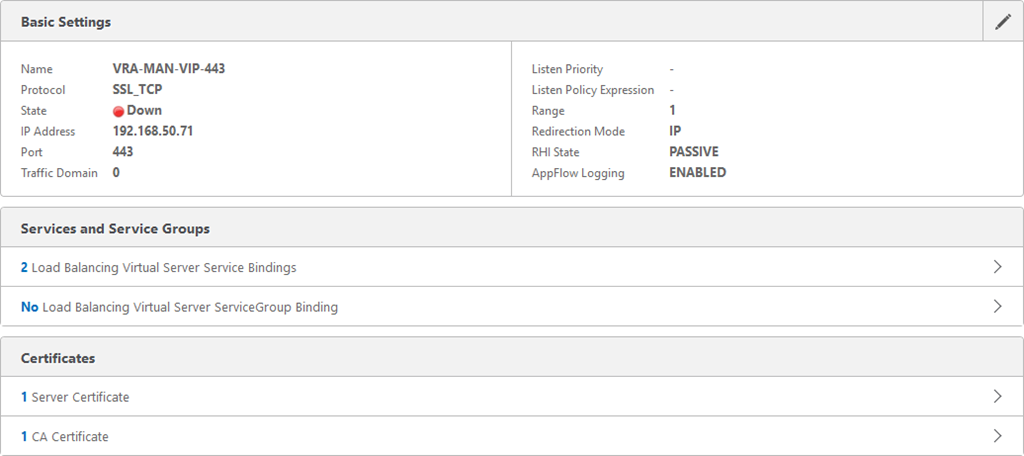 Basic Settings
Name VRA-MAN-VIP-443
Protocol SSL_TCP
State Down
IP Address 192.168.50.71
Port 443
Traffic Domain 0
Listen Priority -
Listen Policy Expression -
Range 1
Redirection Mode IP
RHI State PASSIVE
AppFlow Logging ENABLED
Services and Service Groups
2 Load Balancing Virtual Server Service Bindings
No Load Balancing Virtual Server ServiceGroup Binding
Certificates
1 Server Certificate
1 CA Certificate